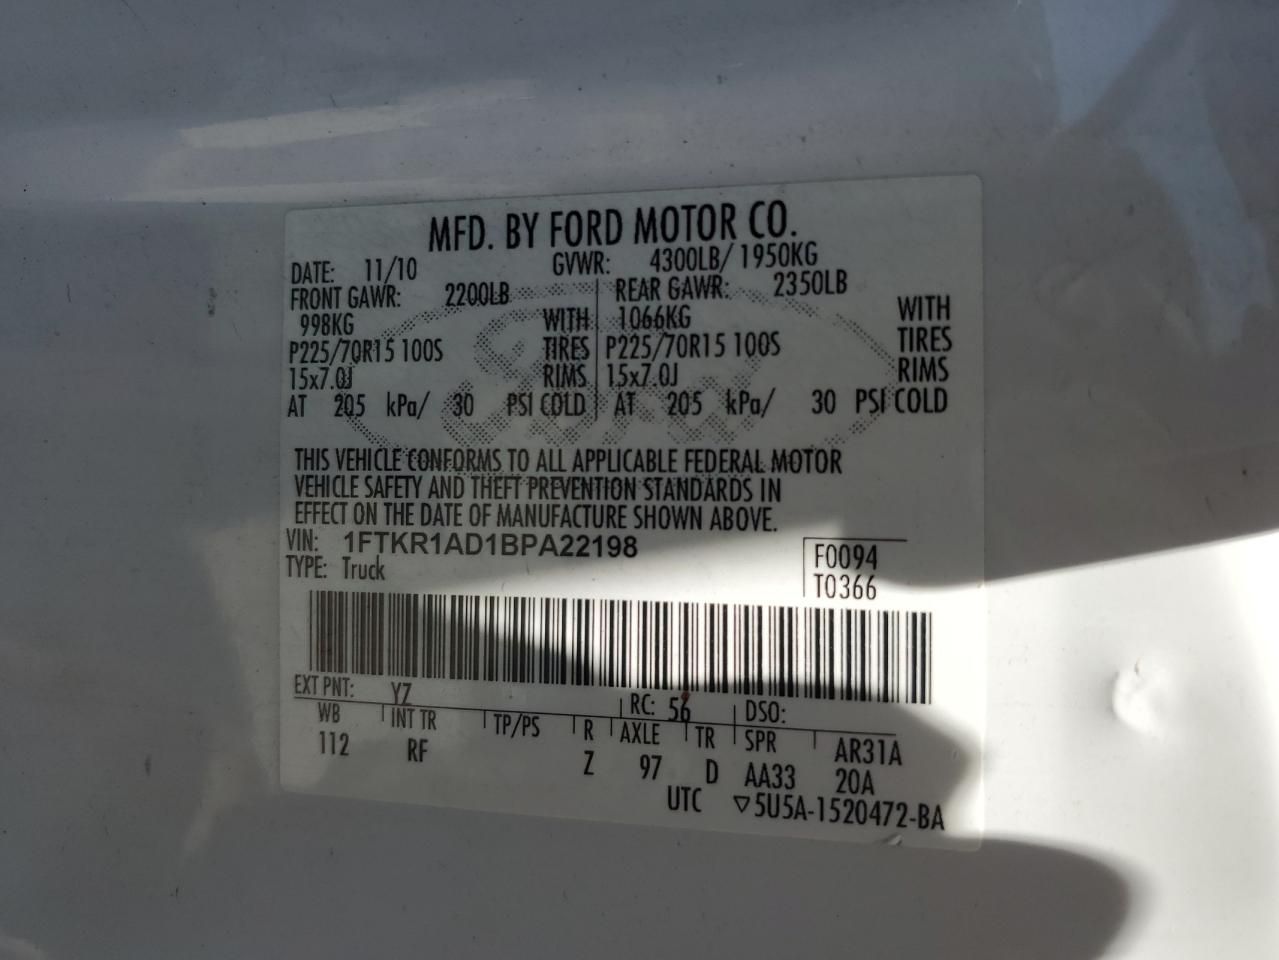 MFD. BY FORD MOTOR CO.
DATE: 11/10 GVWR: 4300LB/ 1950KG
FRONT GAWR: 2200LB REAR GAWR: 2350LB
998KG WITH 1066KG WITH
P225/70R15 100S TIRES P225/70R15 100S TIRES
15x7.0J RIMS 15x7.0J RIMS
AT 205 kPa/ 30 PSI COLD AT 205 kPa/ 30 PSI COLD
Ford
THIS VEHICLE CONFORMS TO ALL APPLICABLE FEDERAL MOTOR
VEHICLE SAFETY AND THEFT PREVENTION STANDARDS IN
EFFECT ON THE DATE OF MANUFACTURE SHOWN ABOVE.
VIN: 1FTKR1AD1BPA22198 F0094
TYPE: Truck T0366
EXT PNT: YZ RC: 56 DSO:
WB INT TR TP/PS R AXLE TR SPR AR31A
112 RF Z 97 D AA33 20A
UTC ▽5U5A-1520472-BA